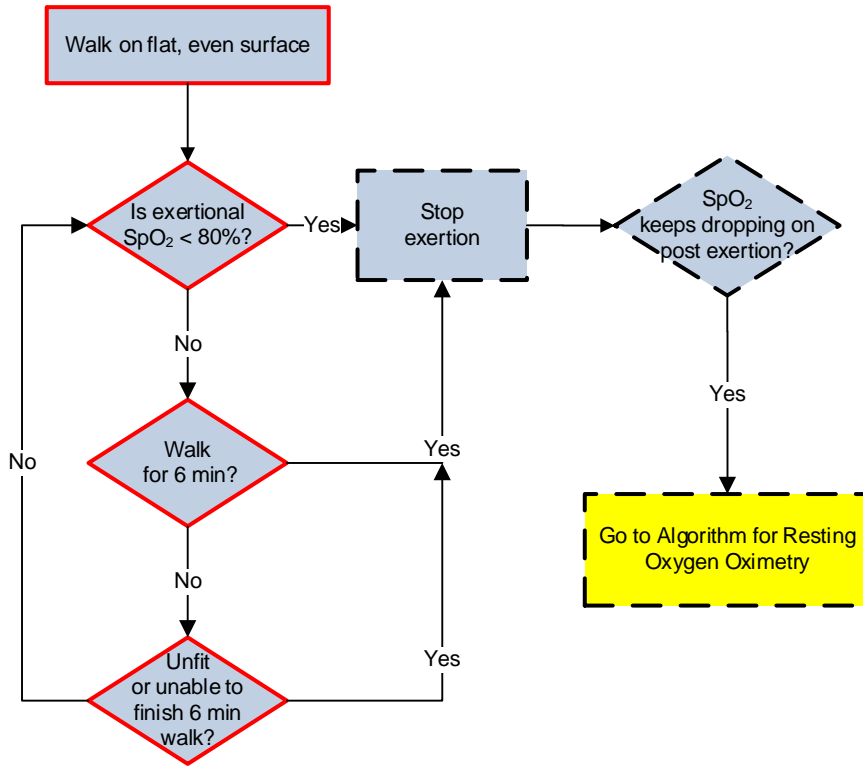 Walk on flat, even surface
Is exertional
SpO₂ < 80%?
Yes
Stop
exertion
SpO₂
keeps dropping on
post exertion?
No
Yes
Walk
for 6 min?
Yes
No
Go to Algorithm for Resting
Oxygen Oximetry
No
Unfit
or unable to
finish 6 min
walk?
Yes